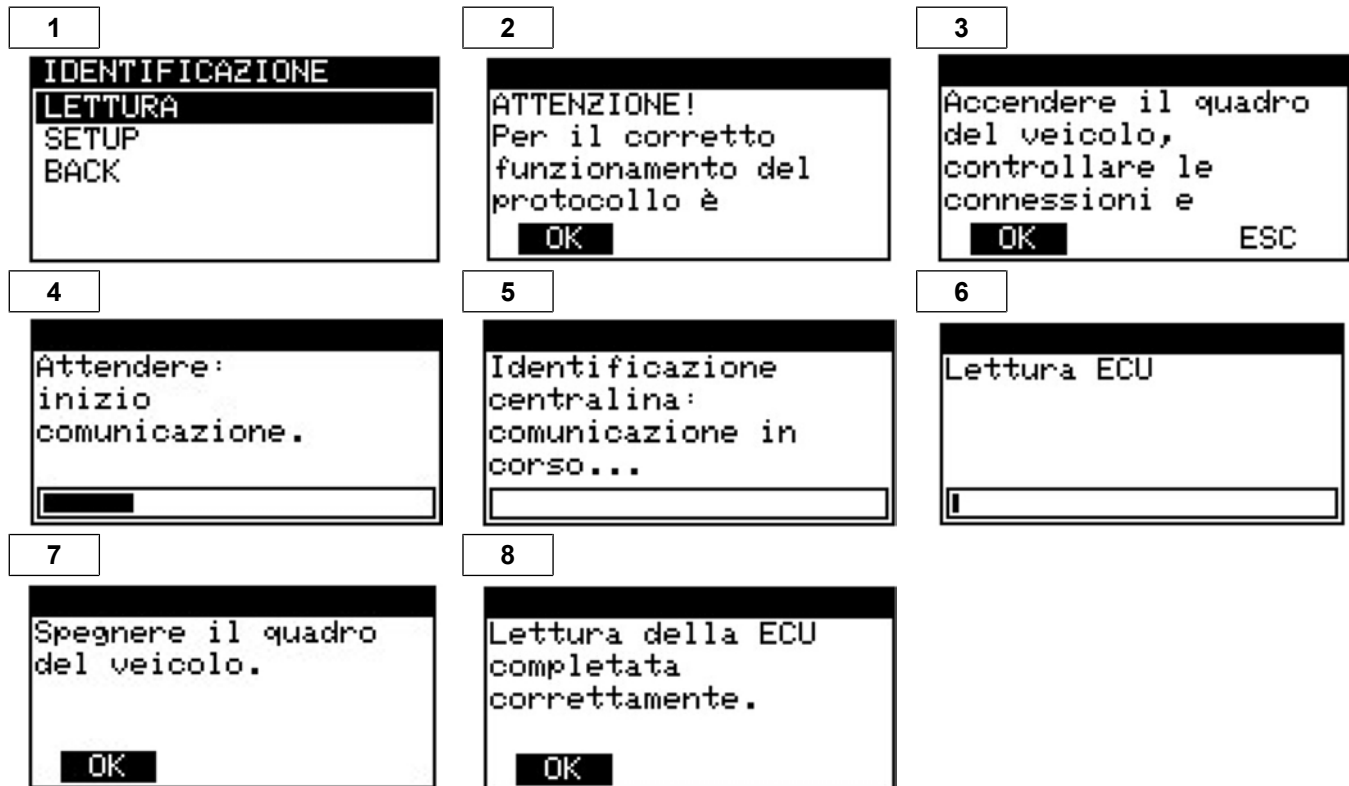 1
IDENTIFICAZIONE
LETTURA
SETUP
BACK
2
ATTENZIONE!
Per il corretto
funzionamento del
protocollo è
OK
3
Accendere il quadro
del veicolo,
controllare le
connessioni e
OK ESC
4
Attendere:
inizio
comunicazione.
5
Identificazione
centralina:
comunicazione in
corso...
6
Lettura ECU
7
Spegnere il quadro
del veicolo.
OK
8
Lettura della ECU
completata
correttamente.
OK